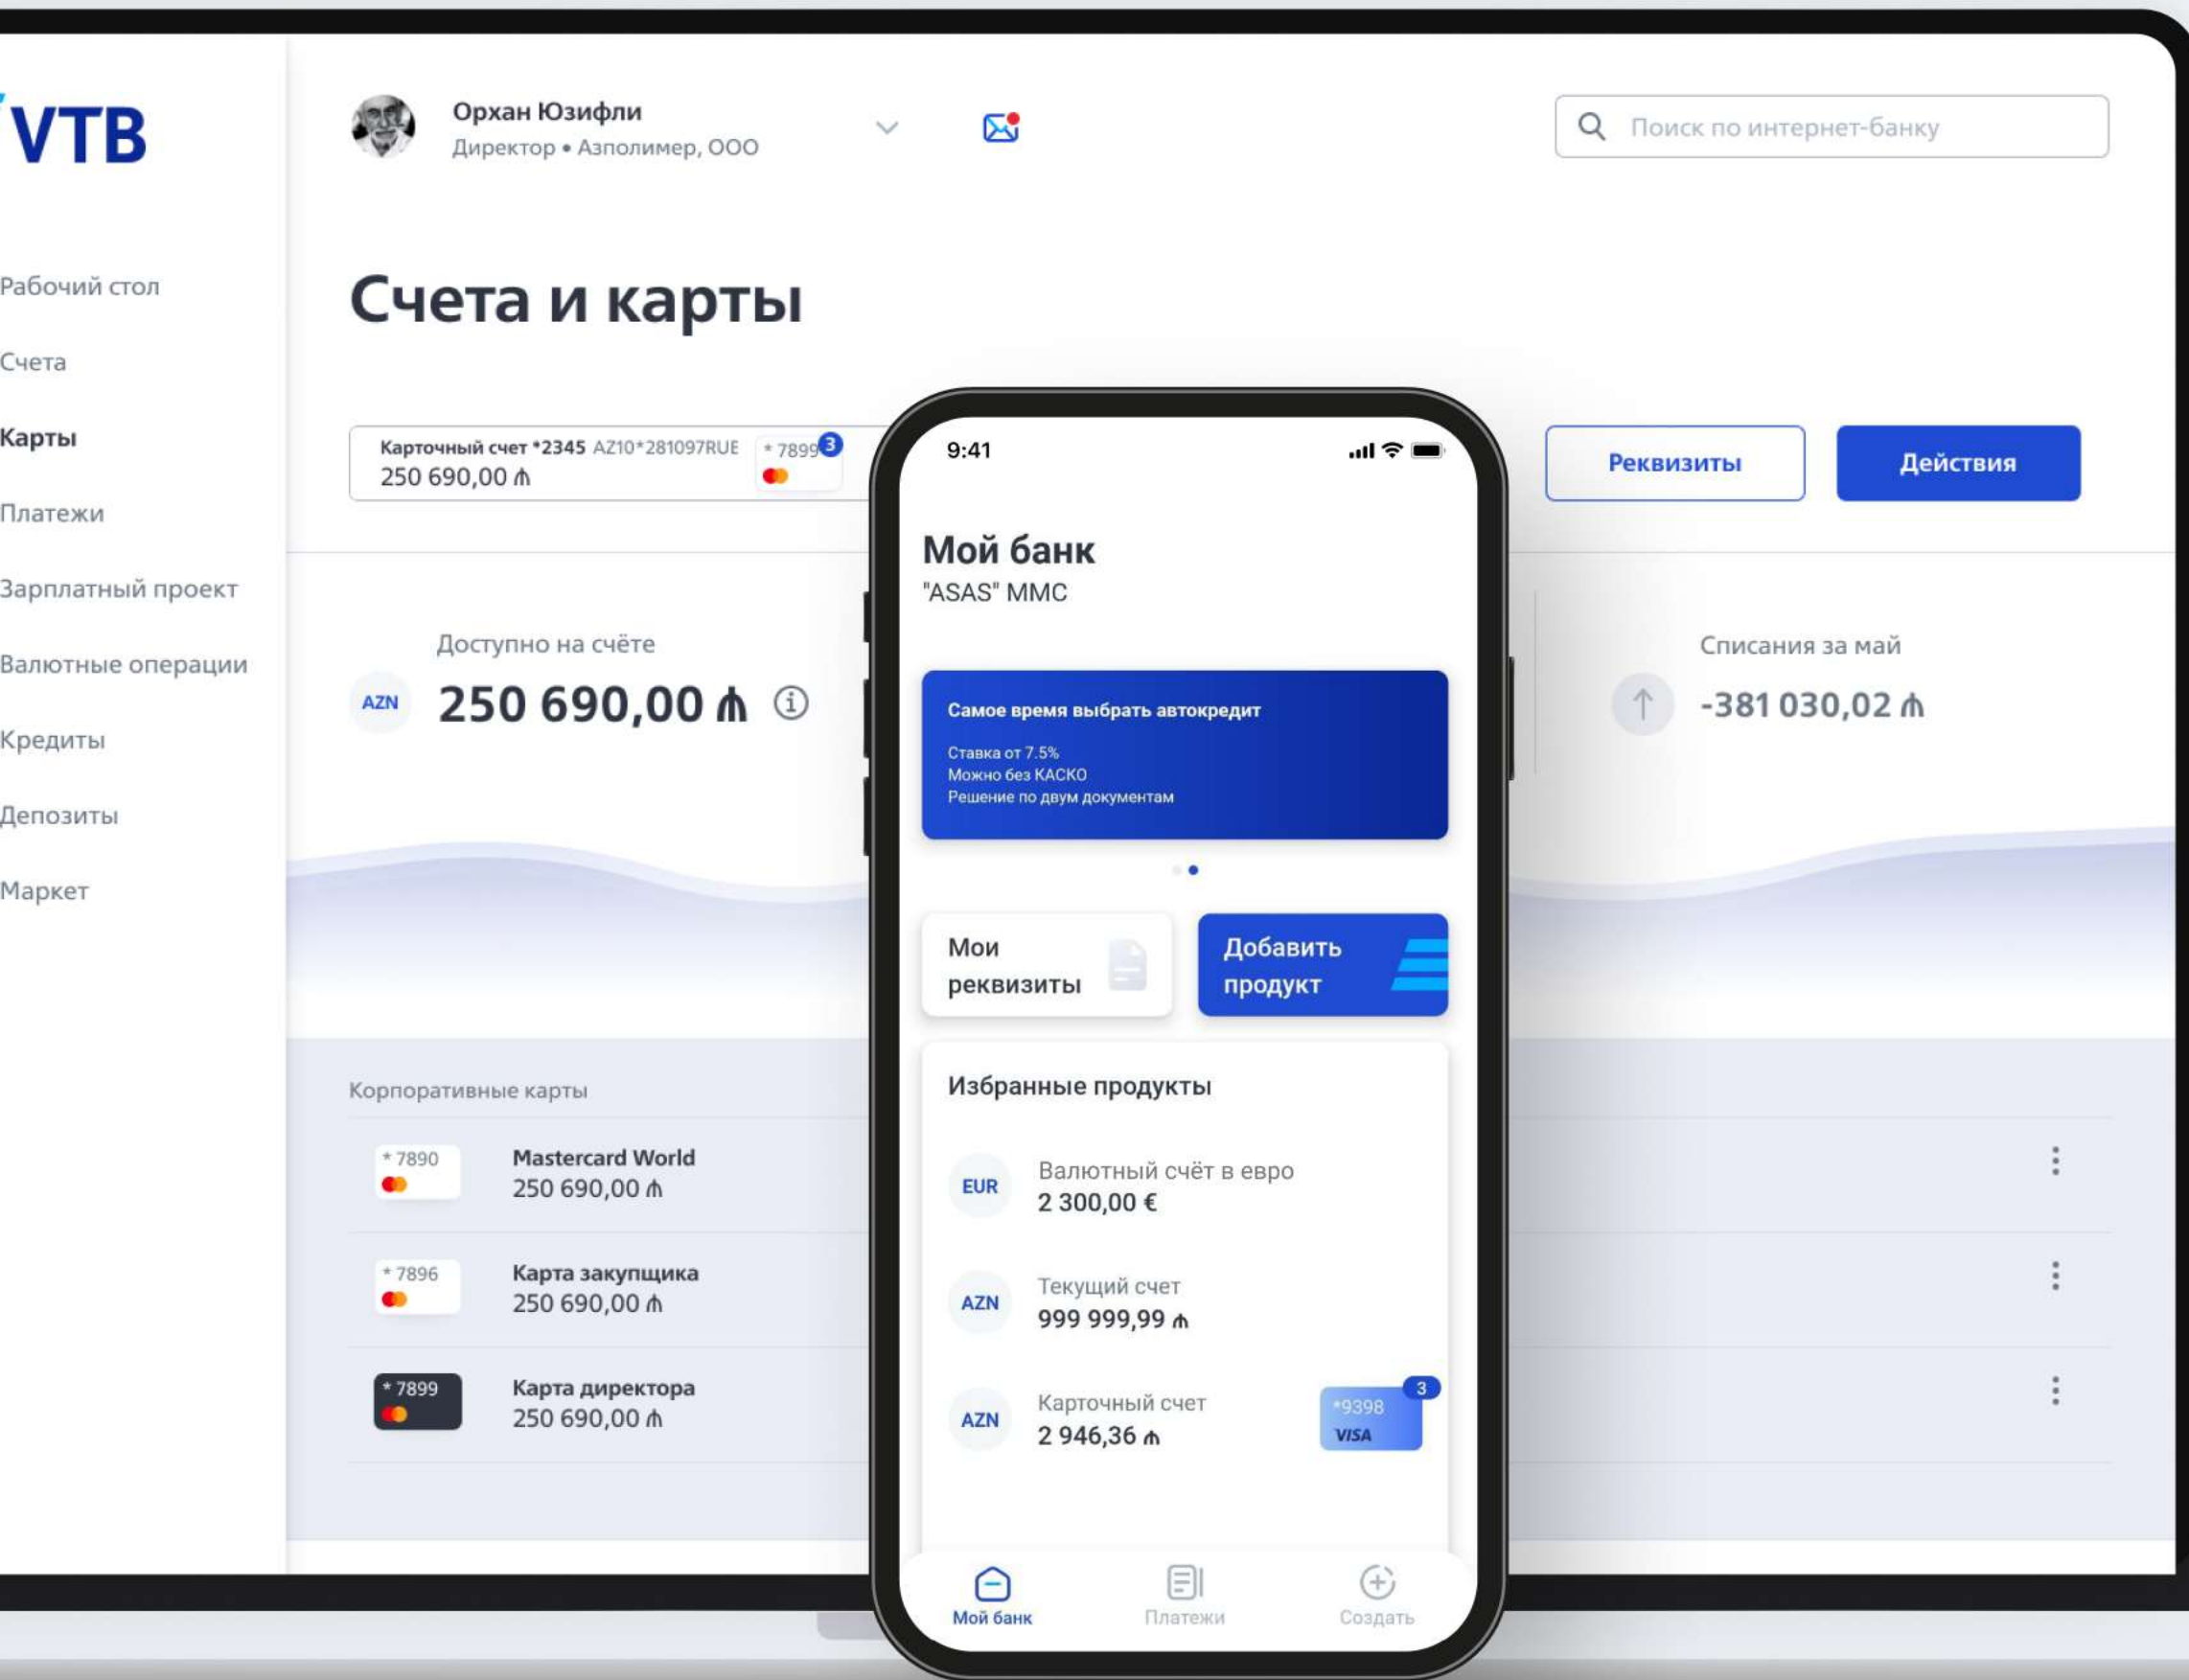 VTB
Орхан Юзифли
Директор • Азполимер, ООО
Поиск по интернет-банку
Рабочий стол
Счета
Карты
Платежи
Зарплатный проект
Валютные операции
Кредиты
Депозиты
Маркет
Счета и карты
Карточный счет *2345 AZ10*281097RUE
250 690,00 ₼
* 7899
3
Реквизиты
Действия
Доступно на счёте
AZN
250 690,00 ₼
Списания за май
-381 030,02 ₼
Корпоративные карты
* 7890
Mastercard World
250 690,00 ₼
* 7896
Карта закупщика
250 690,00 ₼
* 7899
Карта директора
250 690,00 ₼
9:41
Мой банк
"ASAS" MMC
Самое время выбрать автокредит
Ставка от 7.5%
Можно без КАСКО
Решение по двум документам
Мои
реквизиты
Добавить
продукт
Избранные продукты
EUR
Валютный счёт в евро
2 300,00 €
AZN
Текущий счет
999 999,99 ₼
AZN
Карточный счет
2 946,36 ₼
3
*9398
VISA
Мой банк
Платежи
Создать